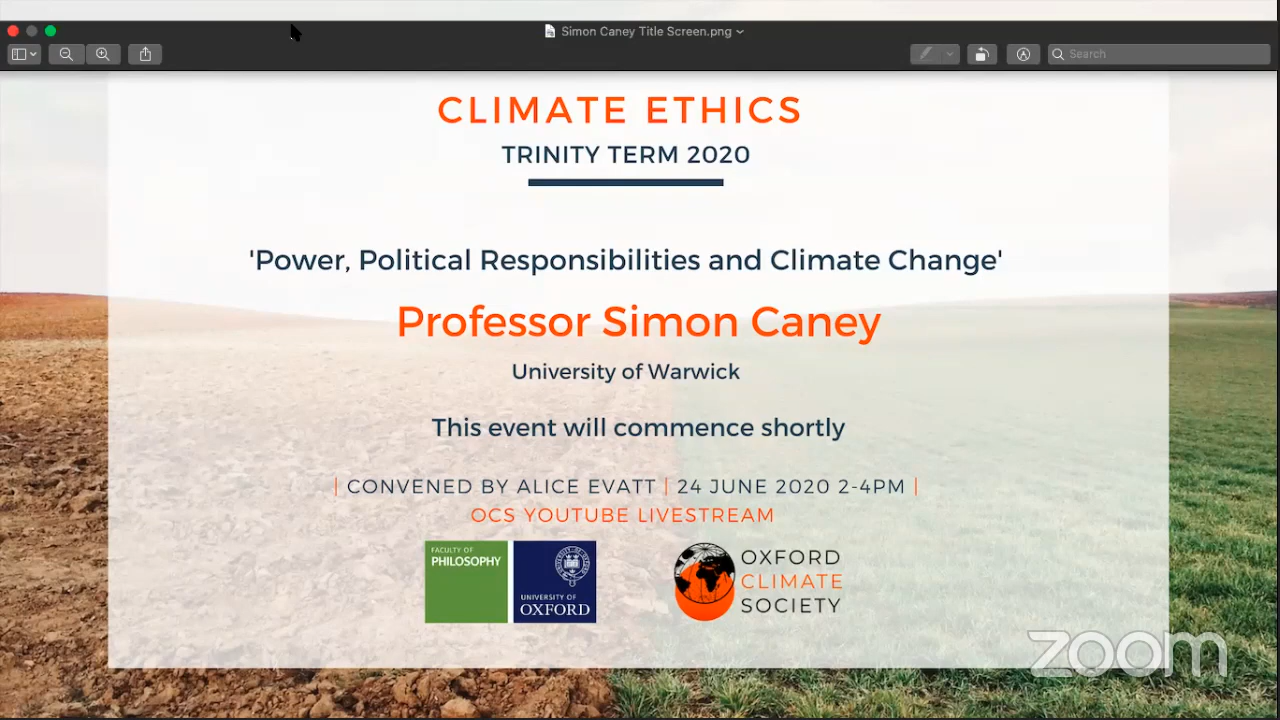 Simon Caney Title Screen.png
Search
CLIMATE ETHICS
TRINITY TERM 2020
'Power, Political Responsibilities and Climate Change'
Professor Simon Caney
University of Warwick
This event will commence shortly
| CONVENED BY ALICE EVATT | 24 JUNE 2020 2-4PM |
OCS YOUTUBE LIVESTREAM
FACULTY OF
PHILOSOPHY
UNIVERSITY OF
OXFORD
OXFORD
CLIMATE
SOCIETY
zoom